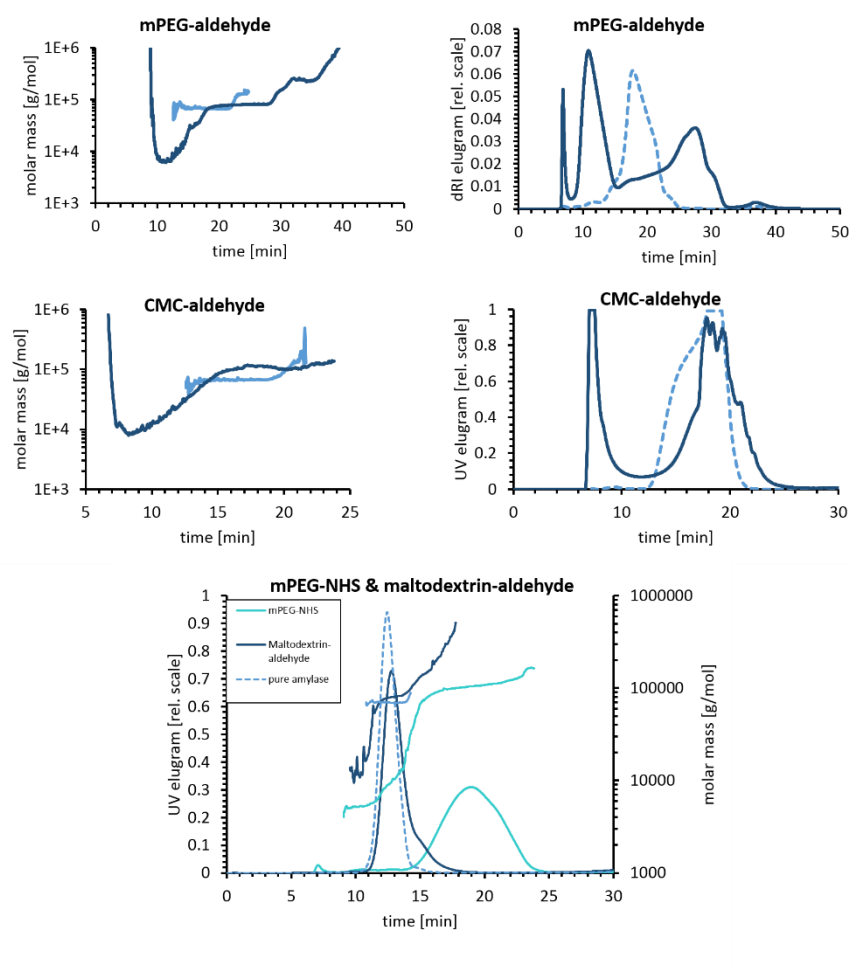 mPEG-aldehyde
molar mass [g/mol]
1E+6
1E+5
1E+4
1E+3
0 10 20 30 40 50
time [min]
mPEG-aldehyde
dRI elugram [rel. scale]
0.08
0.07
0.06
0.05
0.04
0.03
0.02
0.01
0
0 10 20 30 40 50
time [min]
CMC-aldehyde
molar mass [g/mol]
1E+6
1E+5
1E+4
1E+3
5 10 15 20 25
time [min]
CMC-aldehyde
UV elugram [rel. scale]
1
0.8
0.6
0.4
0.2
0
0 10 20 30
time [min]
mPEG-NHS & maltodextrin-aldehyde
UV elugram [rel. scale]
1
0.9
0.8
0.7
0.6
0.5
0.4
0.3
0.2
0.1
0
mPEG-NHS
Maltodextrin-
aldehyde
pure amylase
1000000
100000
10000
1000
molar mass [g/mol]
0 5 10 15 20 25 30
time [min]